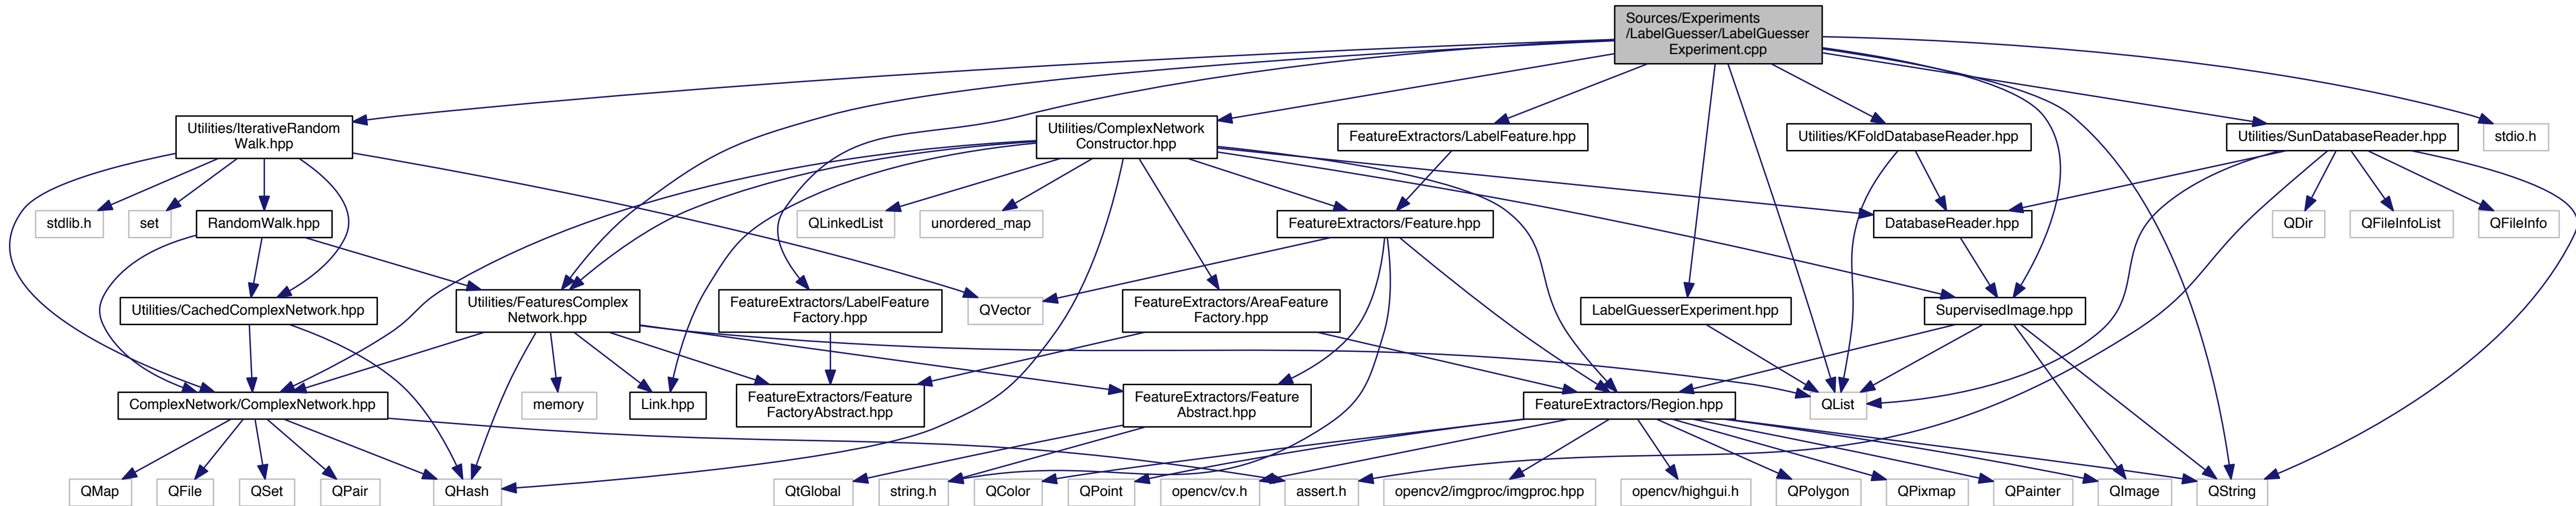 Sources/Experiments
/LabelGuesser/LabelGuesser
Experiment.cpp
Utilities/IterativeRandom
Walk.hpp
Utilities/ComplexNetwork
Constructor.hpp
FeatureExtractors/LabelFeature.hpp
Utilities/KFoldDatabaseReader.hpp
Utilities/SunDatabaseReader.hpp
stdio.h
stdlib.h
set
RandomWalk.hpp
QLinkedList
unordered_map
FeatureExtractors/Feature.hpp
DatabaseReader.hpp
QDir
QFileInfoList
QFileInfo
Utilities/CachedComplexNetwork.hpp
Utilities/FeaturesComplex
Network.hpp
FeatureExtractors/LabelFeature
Factory.hpp
QVector
FeatureExtractors/AreaFeature
Factory.hpp
LabelGuesserExperiment.hpp
SupervisedImage.hpp
ComplexNetwork/ComplexNetwork.hpp
memory
Link.hpp
FeatureExtractors/Feature
FactoryAbstract.hpp
FeatureExtractors/Feature
Abstract.hpp
FeatureExtractors/Region.hpp
QList
QMap
QFile
QSet
QPair
QHash
QtGlobal
string.h
QColor
QPoint
opencv/cv.h
assert.h
opencv2/imgproc/imgproc.hpp
opencv/highgui.h
QPolygon
QPixmap
QPainter
QImage
QString